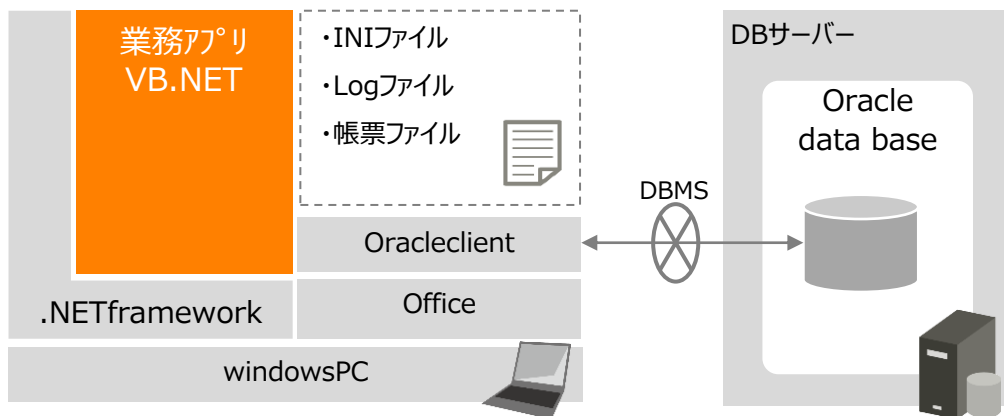 業務ｱﾌﾟﾘ
VB.NET
・INIファイル
・Logファイル
・帳票ファイル
Oracleclient
.NETframework
Office
windowsPC
DBMS
DBサーバー
Oracle
data base